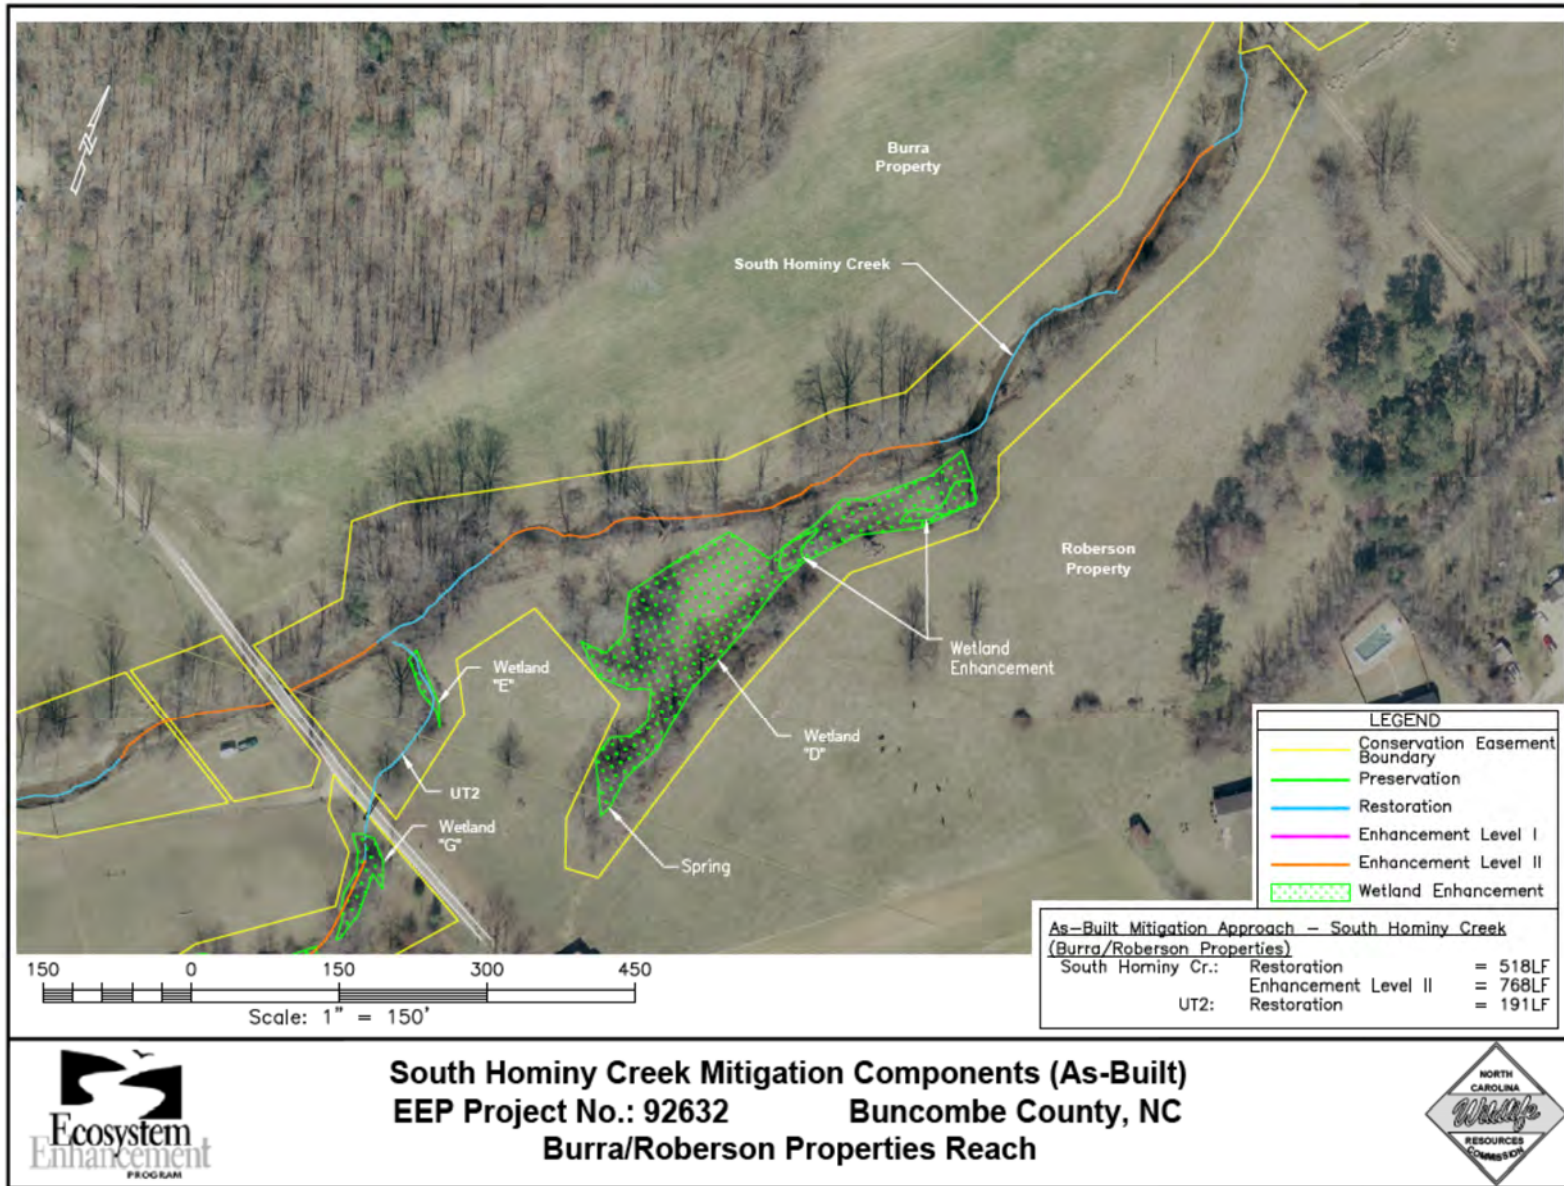 Burra
Property
South Hominy Creek
Roberson
Property
Wetland
Enhancement
Wetland
"E"
Wetland
"D"
UT2
Wetland
"G"
Spring
LEGEND
Conservation Easement
Boundary
Preservation
Restoration
Enhancement Level I
Enhancement Level II
Wetland Enhancement
As-Built Mitigation Approach - South Hominy Creek
(Burra/Roberson Properties)
South Hominy Cr.: Restoration = 518LF
Enhancement Level II = 768LF
UT2: Restoration = 191LF
150 0 150 300 450
Scale: 1" = 150'
Ecosystem
Enhancement
PROGRAM
South Hominy Creek Mitigation Components (As-Built)
EEP Project No.: 92632 Buncombe County, NC
Burra/Roberson Properties Reach
NORTH
CAROLINA
Wildlife
RESOURCES
COMMISSION